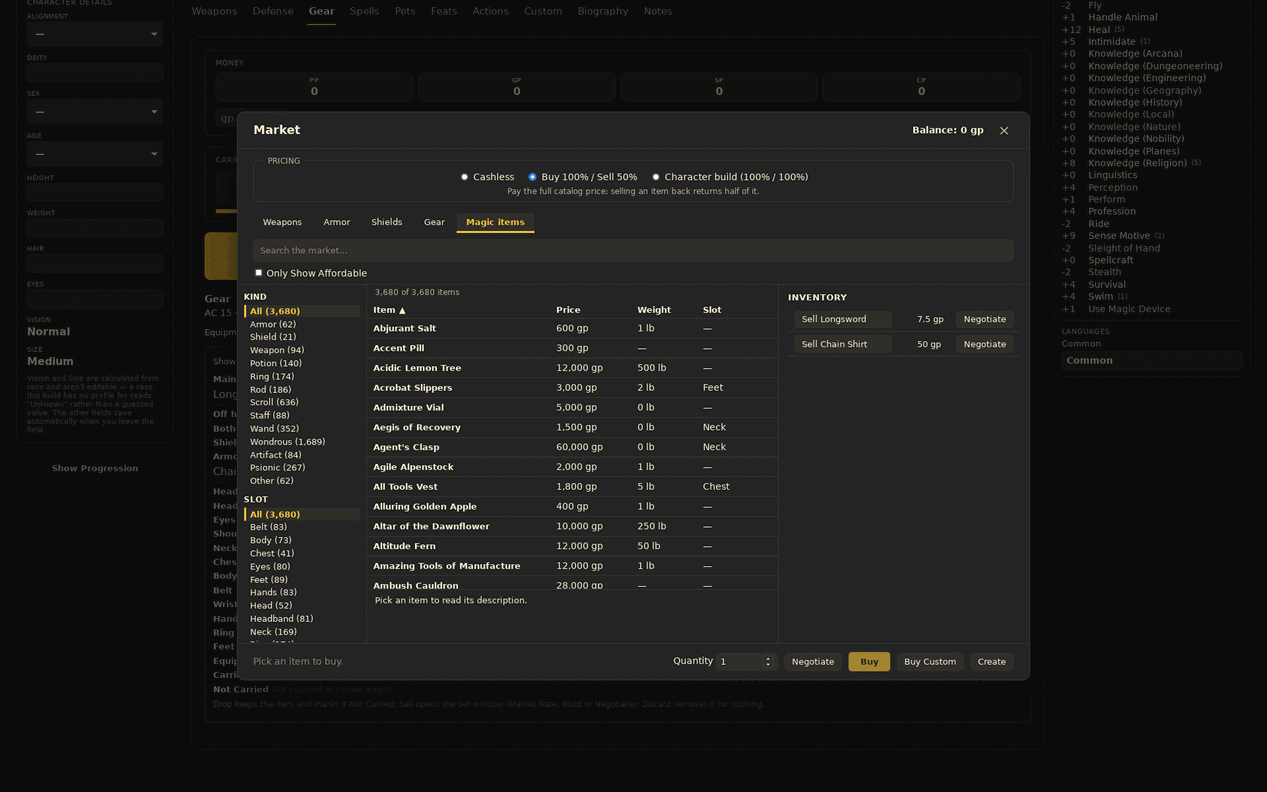 CHARACTER DETAILS
ALIGNMENT
—
DEITY
SEX
—
AGE
—
HEIGHT
WEIGHT
HAIR
EYES
VISION
Normal
SIZE
Medium
Vision and Size are calculated from
race and aren't editable — a race
this build has no profile for reads
"Unknown" rather than a guessed
value. The other fields save
automatically when you leave the
field.
Show Progression
Weapons Defense Gear Spells Pets Feats Actions Custom Biography Notes
MONEY
PP GP SP CP
0 0 0 0
gp
Market
Balance: 0 gp ×
PRICING
Cashless Buy 100% / Sell 50% Character build (100% / 100%)
Pay the full catalog price; selling an item back returns half of it.
Weapons Armor Shields Gear Magic items
Search the market...
Only Show Affordable
KIND
All (3,680)
Armor (62)
Shield (21)
Weapon (94)
Potion (140)
Ring (174)
Rod (186)
Scroll (636)
Staff (88)
Wand (352)
Wondrous (1,689)
Artifact (84)
Psionic (267)
Other (62)
SLOT
All (3,680)
Belt (83)
Body (73)
Chest (41)
Eyes (80)
Feet (89)
Hands (83)
Head (52)
Headband (81)
Neck (169)
3,680 of 3,680 items
Item ▲ Price Weight Slot
Abjurant Salt 600 gp 1 lb —
Accent Pill 300 gp — —
Acidic Lemon Tree 12,000 gp 500 lb —
Acrobat Slippers 3,000 gp 2 lb Feet
Admixture Vial 5,000 gp 0 lb —
Aegis of Recovery 1,500 gp 0 lb Neck
Agent's Clasp 60,000 gp 0 lb Neck
Agile Alpenstock 2,000 gp 1 lb —
All Tools Vest 1,800 gp 5 lb Chest
Alluring Golden Apple 400 gp 1 lb —
Altar of the Dawnflower 10,000 gp 250 lb —
Altitude Fern 12,000 gp 50 lb —
Amazing Tools of Manufacture 12,000 gp 1 lb —
Ambush Cauldron 28,000 gp — —
Pick an item to read its description.
INVENTORY
Sell Longsword 7.5 gp Negotiate
Sell Chain Shirt 50 gp Negotiate
Pick an item to buy.
Quantity 1 Negotiate Buy Buy Custom Create
Gear
AC 15
Equipm
Show
Main
Long
Off h
Both
Shiel
Armo
Chai
Head
Head
Eyes
Shou
Neck
Ches
Body
Belt
Wrist
Hand
Ring
Feet
Equip
Carri
Not Carried Not counted in carried weight
Drop keeps the item and marks it Not Carried; Sell opens the sell window (Market Rate, Build or Negotiate); Discard removes it for nothing.
-2 Fly
+1 Handle Animal
+12 Heal (5)
+5 Intimidate (1)
+0 Knowledge (Arcana)
+0 Knowledge (Dungeoneering)
+0 Knowledge (Engineering)
+0 Knowledge (Geography)
+0 Knowledge (History)
+0 Knowledge (Local)
+0 Knowledge (Nature)
+0 Knowledge (Nobility)
+0 Knowledge (Planes)
+8 Knowledge (Religion) (5)
+0 Linguistics
+4 Perception
+1 Perform
+4 Profession
-2 Ride
+9 Sense Motive (2)
-2 Sleight of Hand
+0 Spellcraft
-2 Stealth
+4 Survival
+4 Swim (1)
+1 Use Magic Device
LANGUAGES
Common
Common